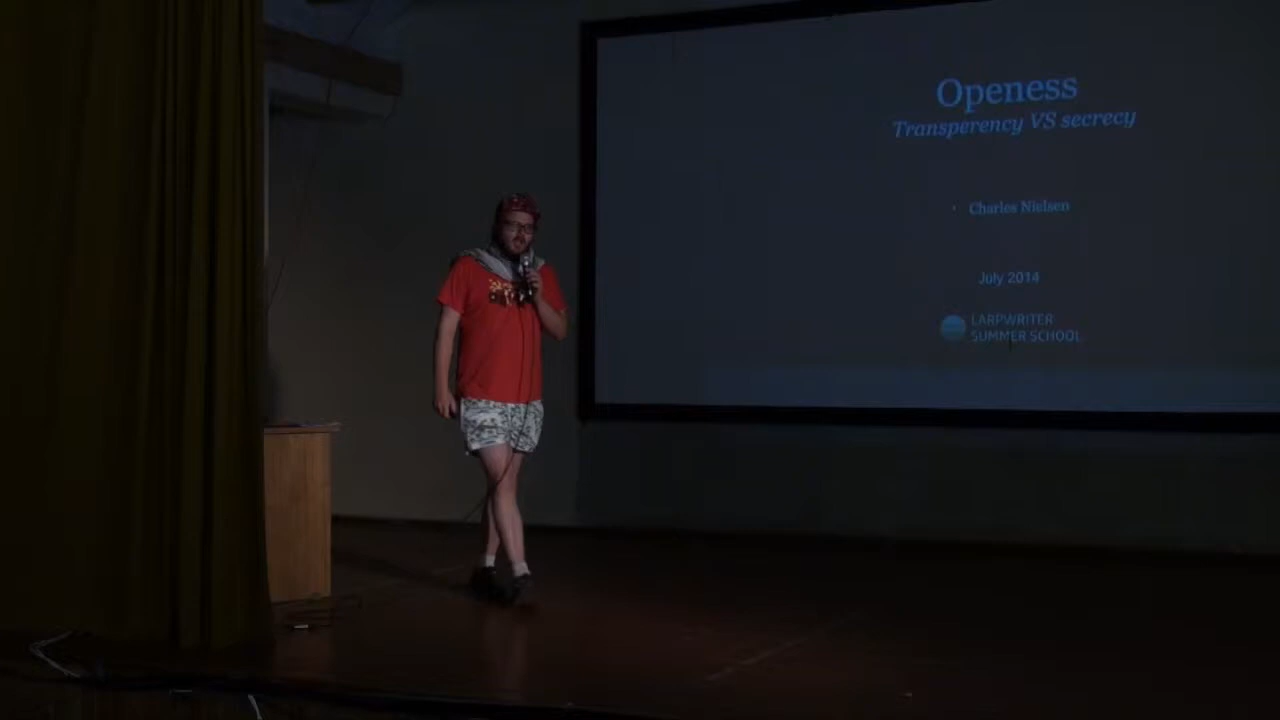 Openess
Transperency VS secrecy
Charles Nielsen
July 2014
LARPWRITER
SUMMER SCHOOL